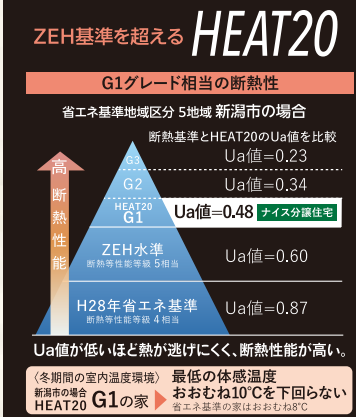 ZEH基準を超える HEAT20
G1グレード相当の断熱性
省エネ基準地域区分 5地域 新潟市の場合
断熱基準とHEAT20のUa値を比較
高断熱性能
G3 Ua値=0.23
G2 Ua値=0.34
HEAT20
G1 Ua値=0.48 ナイス分譲住宅
ZEH水準
断熱等性能等級 5相当
Ua値=0.60
H28年省エネ基準
断熱等性能等級 4相当
Ua値=0.87
Ua値が低いほど熱が逃げにくく、断熱性能が高い。
〈冬期間の室内温度環境〉
新潟市の場合
HEAT20 G1の家
最低の体感温度
おおむね10℃を下回らない
省エネ基準の家はおおむね8℃